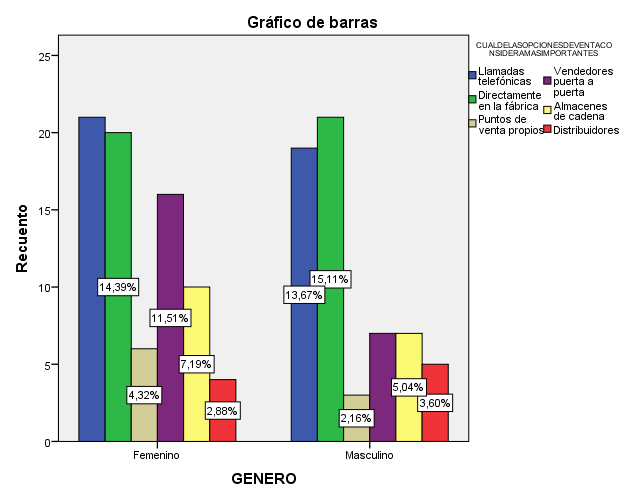 Gráfico de barras
CUALDELASOPCIONESDEVENTACO
NSIDERAMASIMPORTANTES
Llamadas
telefónicas
Directamente
en la fábrica
Puntos de
venta propios
Vendedores
puerta a
puerta
Almacenes
de cadena
Distribuidores
Recuento
25
20
15
10
5
0
14,39%
4,32%
11,51%
7,19%
2,88%
13,67%
15,11%
2,16%
5,04%
3,60%
Femenino
Masculino
GENERO